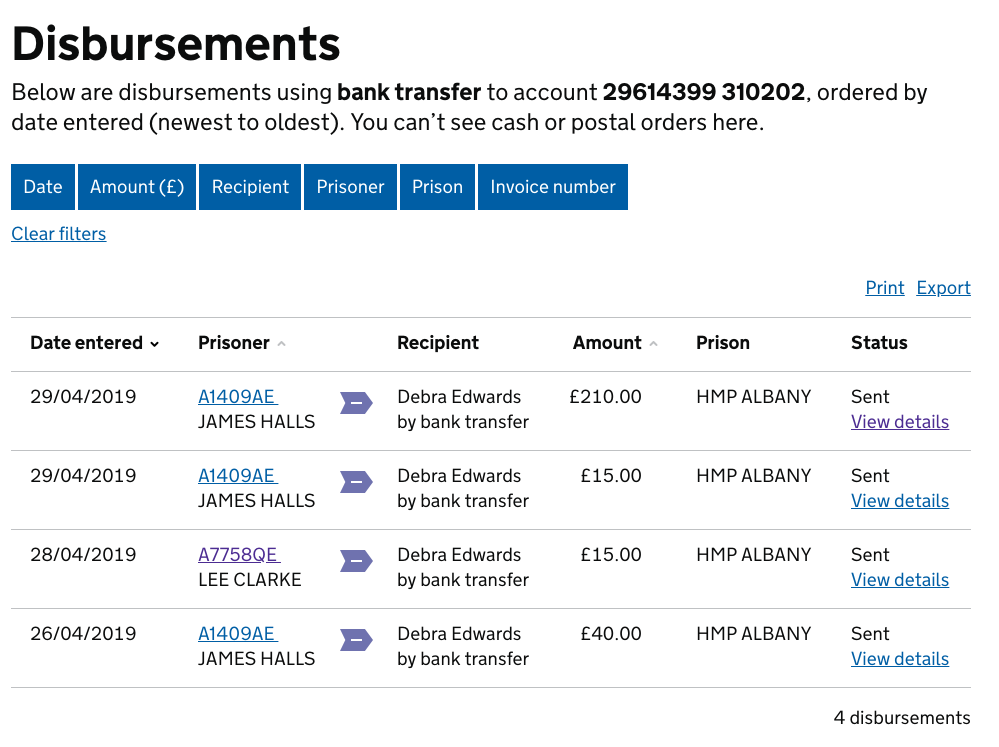 Disbursements
Below are disbursements using bank transfer to account 29614399 310202, ordered by
date entered (newest to oldest). You can’t see cash or postal orders here.
Date Amount (£) Recipient Prisoner Prison Invoice number
Clear filters
Print Export
Date entered Prisoner Recipient Amount Prison Status
29/04/2019 A1409AE Debra Edwards £210.00 HMP ALBANY Sent
JAMES HALLS by bank transfer View details
29/04/2019 A1409AE Debra Edwards £15.00 HMP ALBANY Sent
JAMES HALLS by bank transfer View details
28/04/2019 A7758QE Debra Edwards £15.00 HMP ALBANY Sent
LEE CLARKE by bank transfer View details
26/04/2019 A1409AE Debra Edwards £40.00 HMP ALBANY Sent
JAMES HALLS by bank transfer View details
4 disbursements